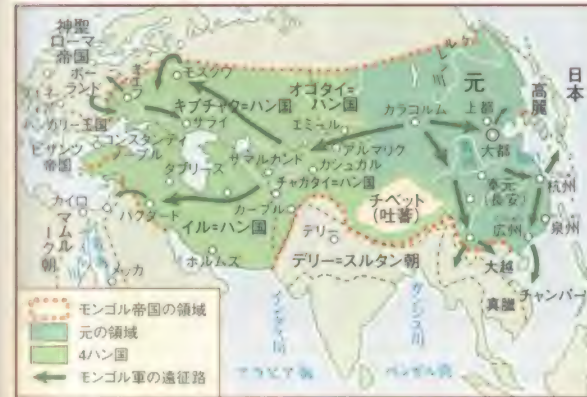 神聖
ローマ
帝国
ポー
ランド
キエフ
モスクワ
キプチャク=ハン国
サライ
ハンガリー王国
コンスタンティ
ノープル
ビザンツ
帝国
オゴタイ=
ハン国
エミール
アルマリク
カシュガル
サマルカンド
チャガタイ=ハン国
タブリーズ
カーブル
カイロ
マムルーク朝
バグダード
イル=ハン国
メッカ
ホルムズ
レナ川
カラコルム
元
上都
大都
高麗
日本
チベット
(吐蕃)
奉元
(長安)
杭州
泉州
広州
大越
チャンパー
真臘
デリー
デリー=スルタン朝
インダス川
ガンジス川
アラビア海
ベンガル湾
モンゴル帝国の領域
元の領域
4ハン国
モンゴル軍の遠征路